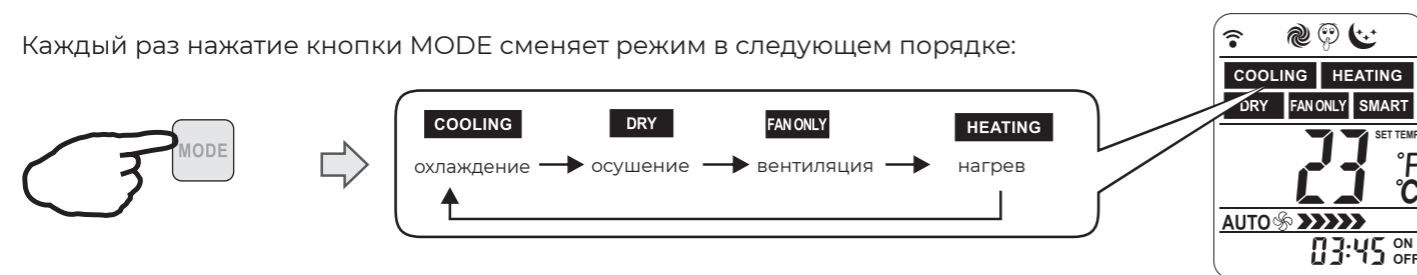 Каждый раз нажатие кнопки MODE сменяет режим в следующем порядке:
MODE
COOLING DRY FAN ONLY HEATING
охлаждение осушение вентиляция нагрев
COOLING HEATING
DRY FAN ONLY SMART
SET TEMP
23 °F
°C
AUTO
03:45 ON
OFF